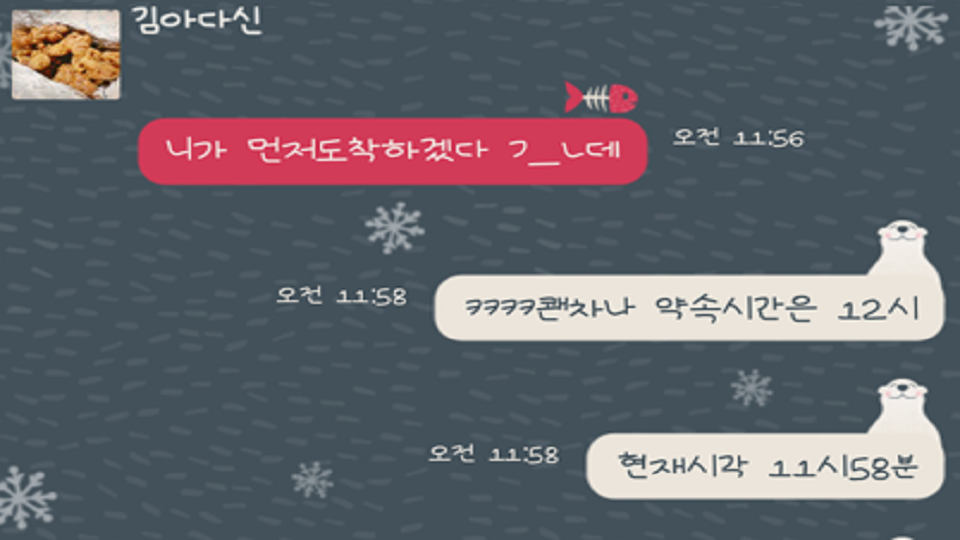 김아다신
니가 먼저도착하겠다 ㄱ__ㄴ데
오전 11:56
오전 11:58
ㅋㅋㅋㅋ괜차나 약속시간은 12시
오전 11:58
현재시각 11시58분